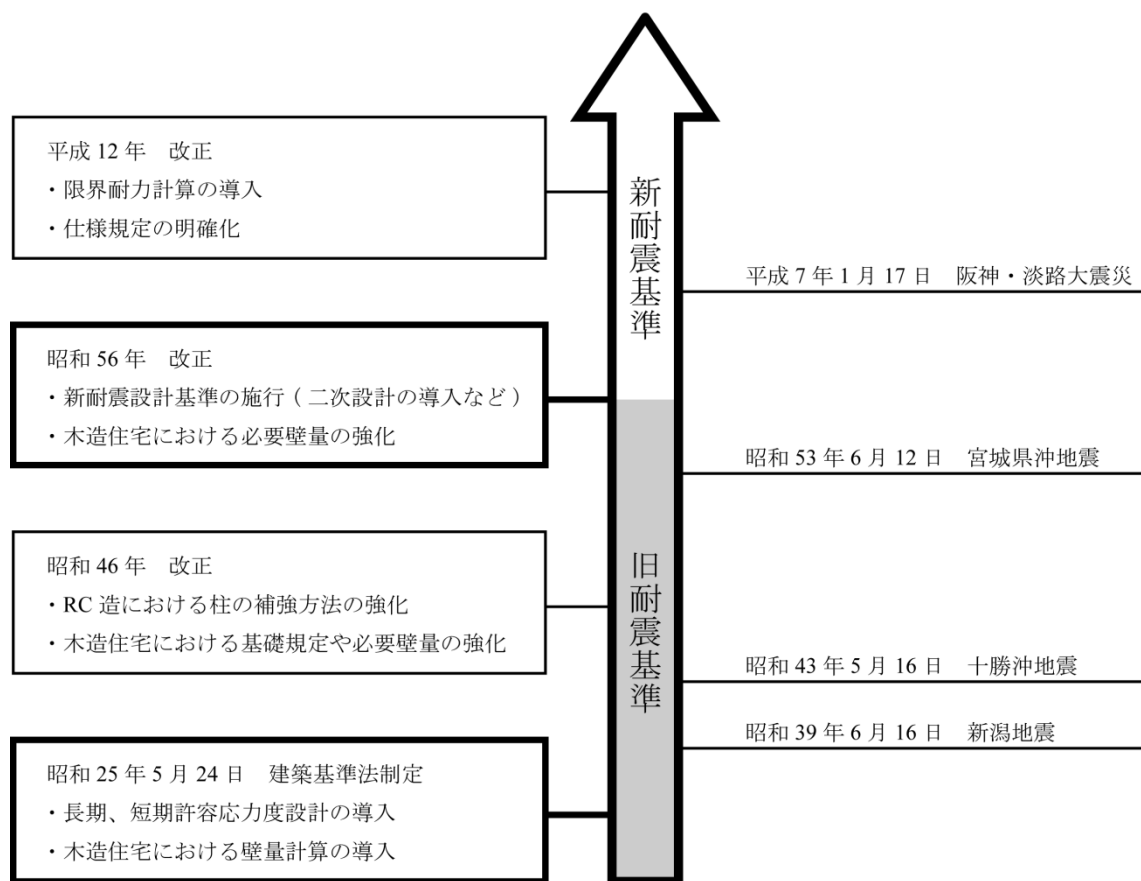 平成 12 年　改正
・限界耐力計算の導入
・仕様規定の明確化
昭和 56 年　改正
・新耐震設計基準の施行 ( 二次設計の導入など )
・木造住宅における必要壁量の強化
昭和 46 年　改正
・RC 造における柱の補強方法の強化
・木造住宅における基礎規定や必要壁量の強化
昭和 25 年 5 月 24 日　建築基準法制定
・長期、短期許容応力度設計の導入
・木造住宅における壁量計算の導入
新耐震基準
旧耐震基準
平成 7 年 1 月 17 日　阪神・淡路大震災
昭和 53 年 6 月 12 日　宮城県沖地震
昭和 43 年 5 月 16 日　十勝沖地震
昭和 39 年 6 月 16 日　新潟地震